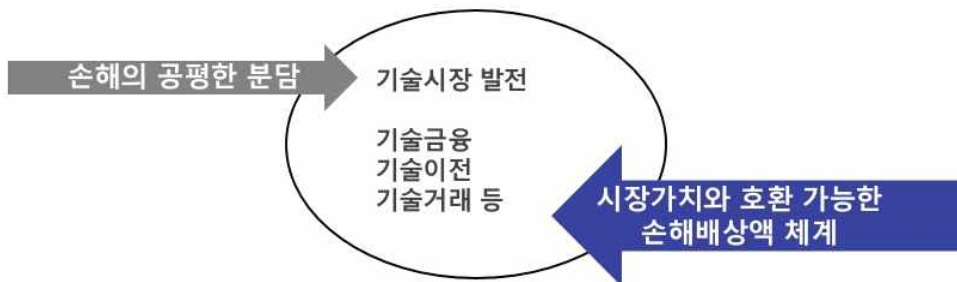 손해의 공평한 분담
기술시장 발전
기술금융
기술이전
기술거래 등
시장가치와 호환 가능한
손해배상액 체계